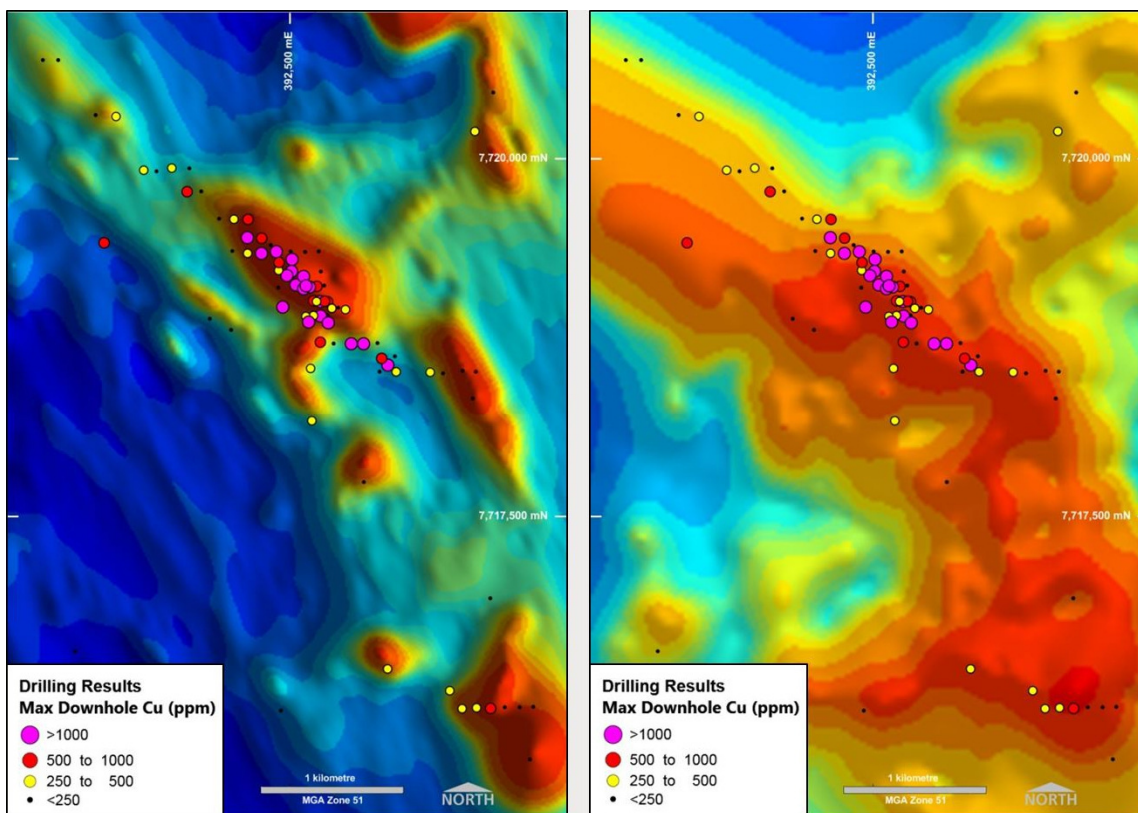 392,500 mE
7,720,000 mN
7,717,500 mN
Drilling Results
Max Downhole Cu (ppm)
>1000
500 to 1000
250 to 500
<250
1 kilometre
MGA Zone 51
NORTH
392,500 mE
7,720,000 mN
7,717,500 mN
Drilling Results
Max Downhole Cu (ppm)
>1000
500 to 1000
250 to 500
<250
1 kilometre
MGA Zone 51
NORTH